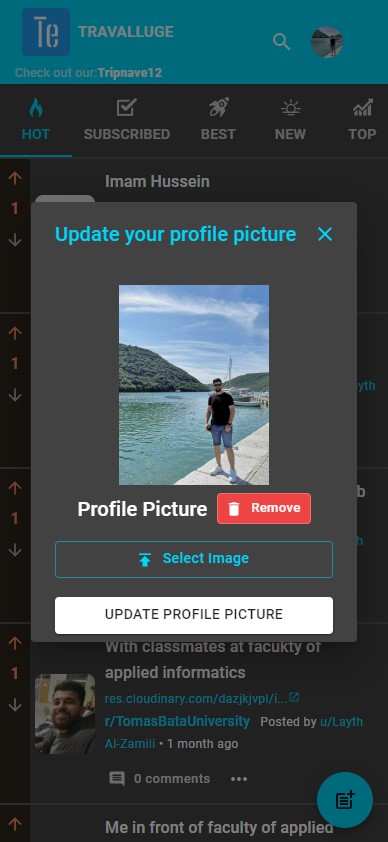 Te
TRAVALLUGE
Check out our:Tripnave12
HOT
SUBSCRIBED
BEST
NEW
TOP
1
Imam Hussein
Update your profile picture
1
yth
b
1
h
Profile Picture
Remove
Select Image
UPDATE PROFILE PICTURE
1
With classmates at facukty of
applied informatics
res.cloudinary.com/dazjkjvpl/i...
r/TomasBataUniversity Posted by u/Layth
Al-Zamili • 1 month ago
0 comments
Me in front of faculty of applied